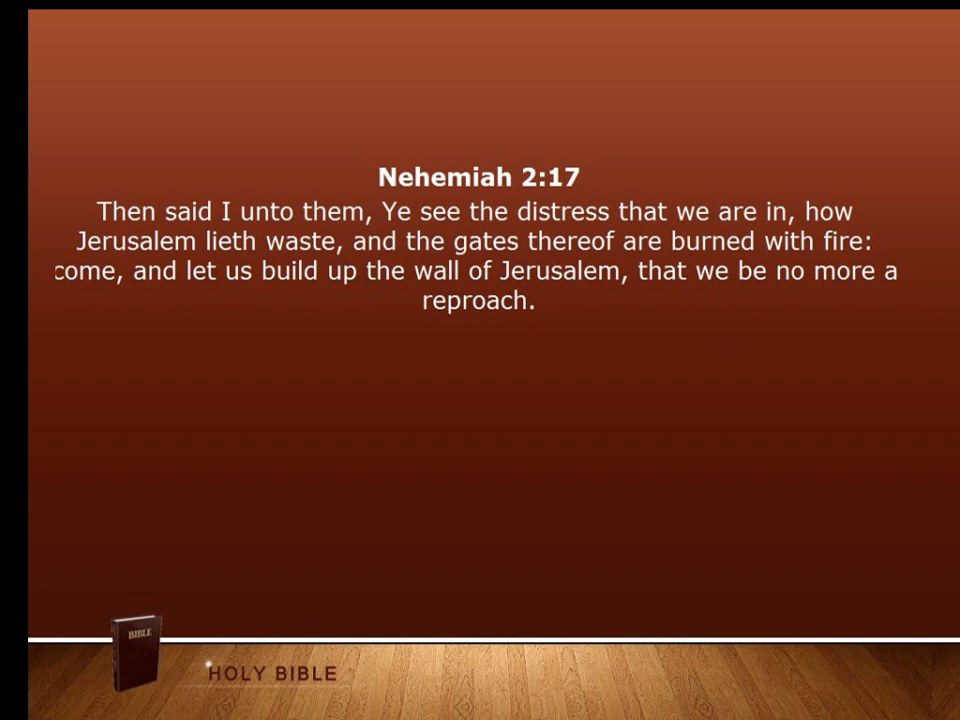 Nehemiah 2:17
Then said I unto them, Ye see the distress that we are in, how
Jerusalem lieth waste, and the gates thereof are burned with fire:
come, and let us build up the wall of Jerusalem, that we be no more a
reproach.
BIBLE
HOLY BIBLE